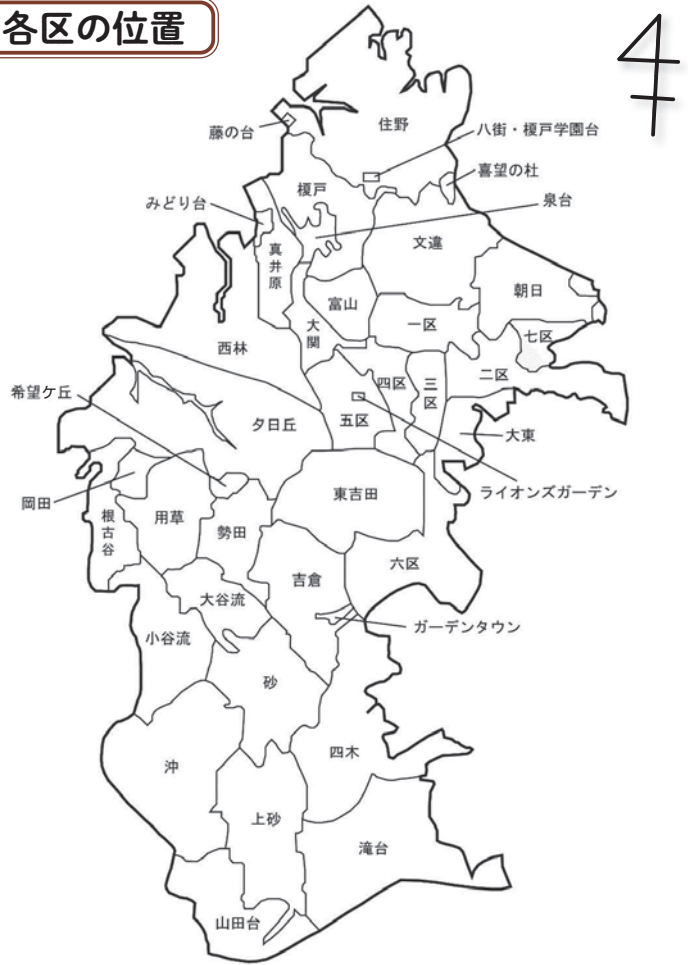 各区の位置
住野
藤の台
八街・榎戸学園台
喜望の杜
榎戸
みどり台
泉台
文違
真井原
朝日
富山
一区
大関
七区
西林
二区
四区
三区
希望ケ丘
五区
夕日丘
大東
ライオンズガーデン
東吉田
岡田
根古谷
用草
勢田
六区
吉倉
大谷流
ガーデンタウン
小谷流
砂
四木
沖
上砂
滝台
山田台